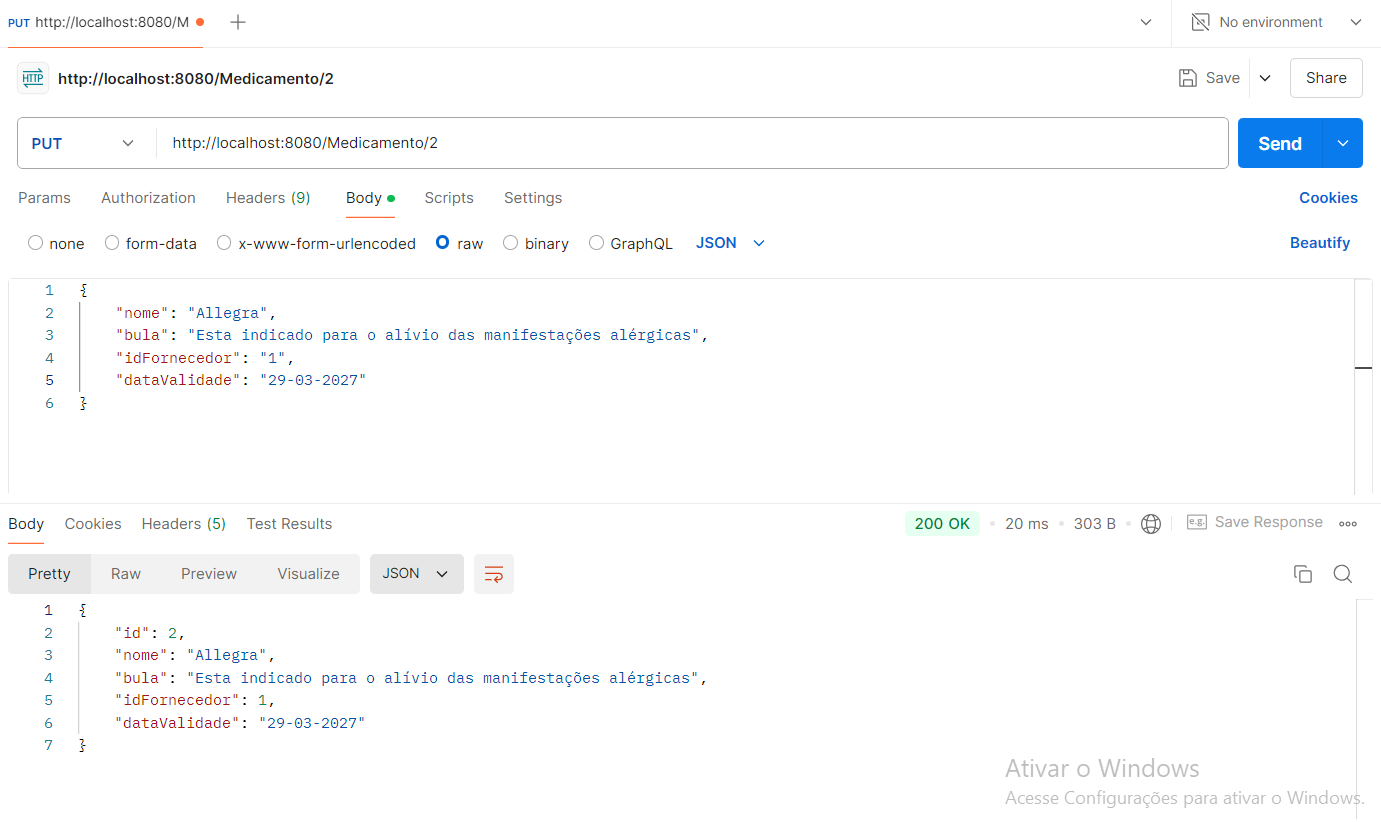 PUT http://localhost:8080/M No environment
HTTP http://localhost:8080/Medicamento/2 Save Share
PUT http://localhost:8080/Medicamento/2 Send
Params Authorization Headers (9) Body Scripts Settings Cookies
none form-data x-www-form-urlencoded raw binary GraphQL JSON Beautify
1 {
2 "nome": "Allegra",
3 "bula": "Esta indicado para o alívio das manifestações alérgicas",
4 "idFornecedor": "1",
5 "dataValidade": "29-03-2027"
6 }
Body Cookies Headers (5) Test Results 200 OK 20 ms 303 B e.g. Save Response
Pretty Raw Preview Visualize JSON
1 {
2 "id": 2,
3 "nome": "Allegra",
4 "bula": "Esta indicado para o alívio das manifestações alérgicas",
5 "idFornecedor": 1,
6 "dataValidade": "29-03-2027"
7 }
Ativar o Windows
Acesse Configurações para ativar o Windows.